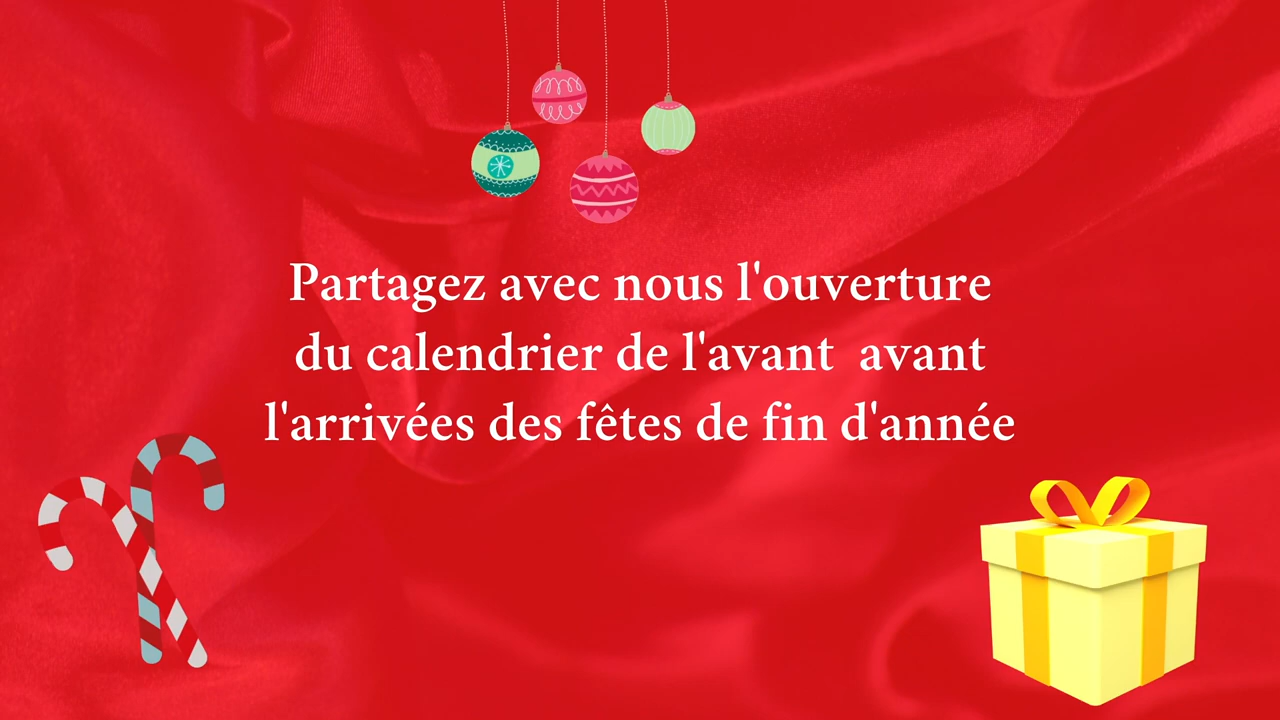 Partagez avec nous l'ouverture
du calendrier de l'avant  avant
l'arrivées des fêtes de fin d'année